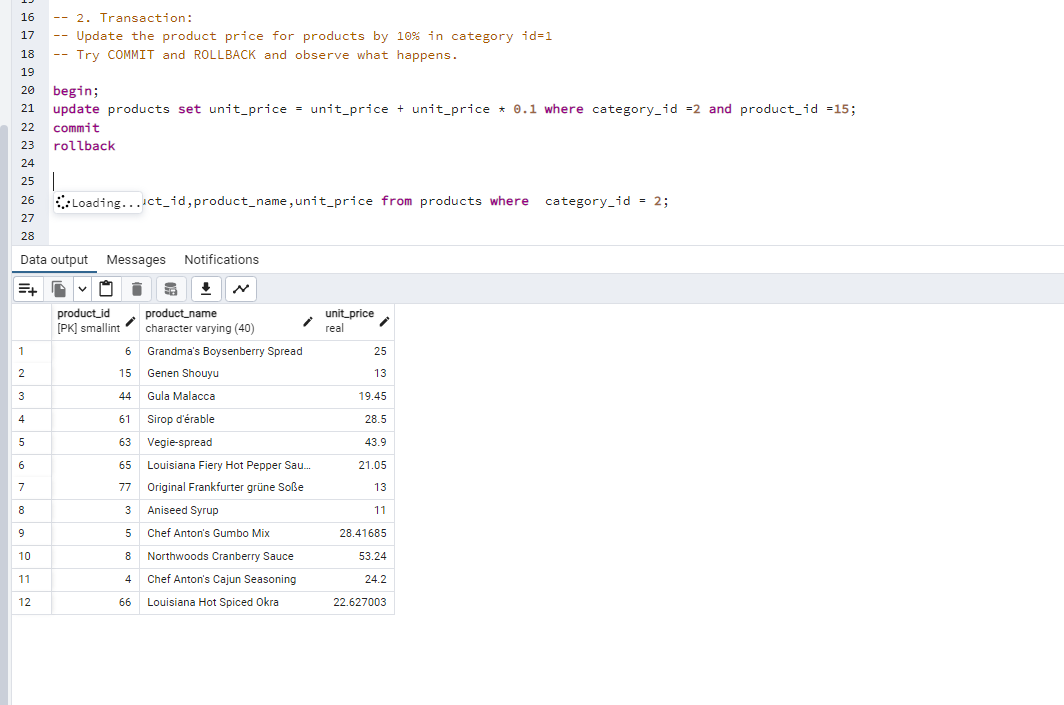 15
16 -- 2. Transaction:
17 -- Update the product price for products by 10% in category id=1
18 -- Try COMMIT and ROLLBACK and observe what happens.
19
20 begin;
21 update products set unit_price = unit_price + unit_price * 0.1 where category_id =2 and product_id =15;
22 commit
23 rollback
24
25
26 Loading... uct_id,product_name,unit_price from products where  category_id = 2;
27
28
Data output Messages Notifications
product_id product_name unit_price
[PK] smallint character varying (40) real
1 6 Grandma's Boysenberry Spread 25
2 15 Genen Shouyu 13
3 44 Gula Malacca 19.45
4 61 Sirop d'érable 28.5
5 63 Vegie-spread 43.9
6 65 Louisiana Fiery Hot Pepper Sau... 21.05
7 77 Original Frankfurter grüne Soße 13
8 3 Aniseed Syrup 11
9 5 Chef Anton's Gumbo Mix 28.41685
10 8 Northwoods Cranberry Sauce 53.24
11 4 Chef Anton's Cajun Seasoning 24.2
12 66 Louisiana Hot Spiced Okra 22.627003